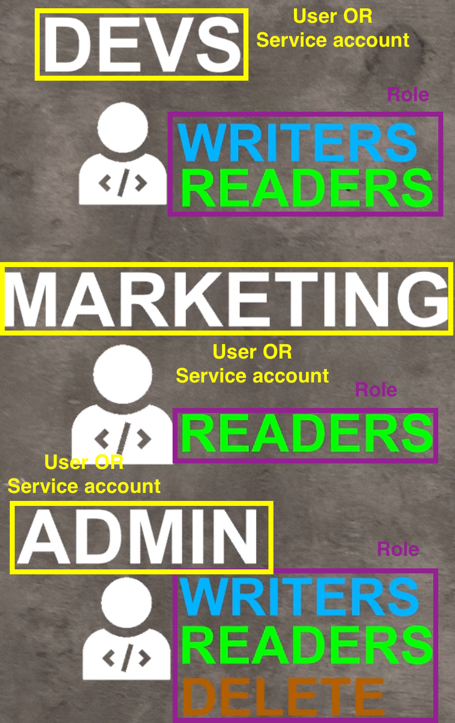 DEVS
User OR
Service account
Role
WRITERS
READERS
MARKETING
User OR
Service account
Role
READERS
User OR
Service account
ADMIN
Role
WRITERS
READERS
DELETE